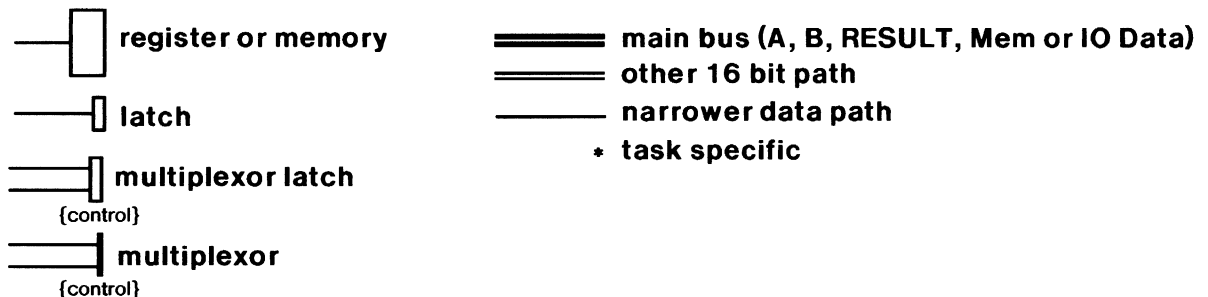 register or memory
latch
multiplexor latch
{control}
multiplexor
{control}
main bus (A, B, RESULT, Mem or IO Data)
other 16 bit path
narrower data path
* task specific